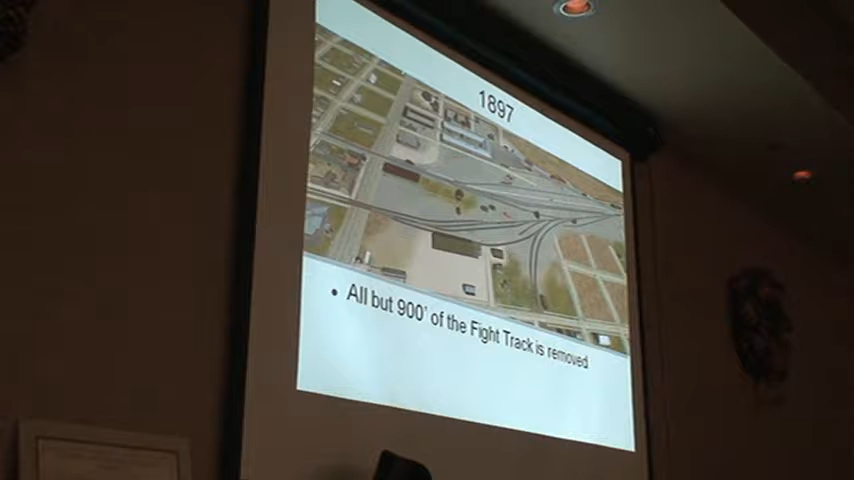 1897
• All but 900' of the Fight Track is removed